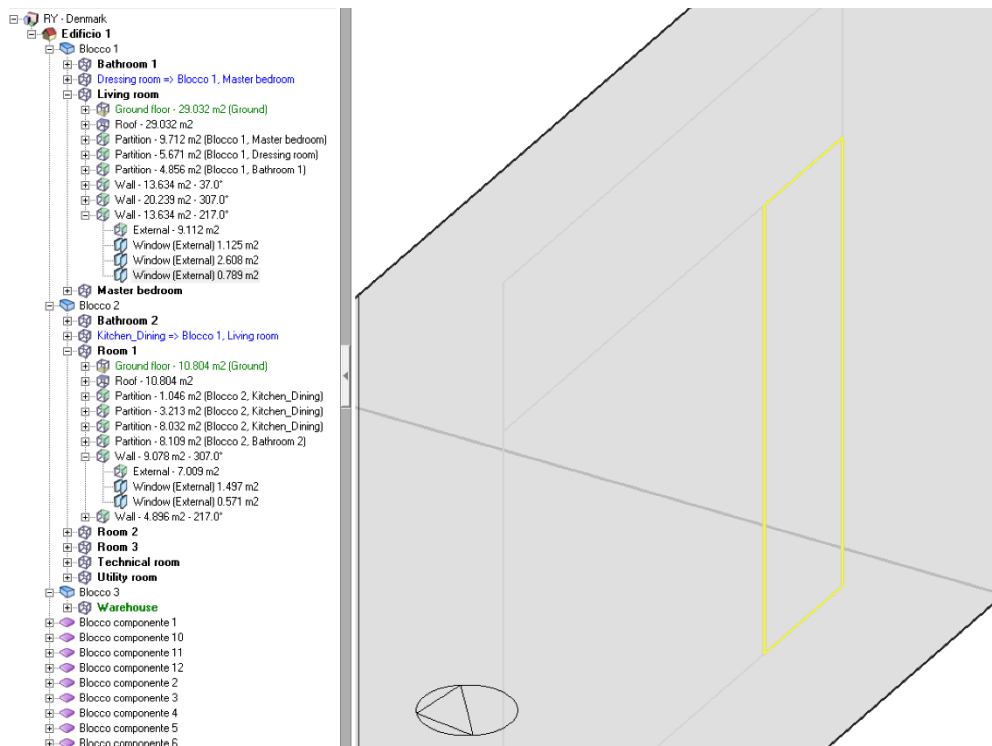 RY - Denmark
Edificio 1
Blocco 1
Bathroom 1
Dressing room => Blocco 1, Master bedroom
Living room
Ground floor - 29.032 m2 (Ground)
Roof - 29.032 m2
Partition - 9.712 m2 (Blocco 1, Master bedroom)
Partition - 5.671 m2 (Blocco 1, Dressing room)
Partition - 4.856 m2 (Blocco 1, Bathroom 1)
Wall - 13.634 m2 - 37.0°
Wall - 20.239 m2 - 307.0°
Wall - 13.634 m2 - 217.0°
External - 9.112 m2
Window (External) 1.125 m2
Window (External) 2.608 m2
Window (External) 0.789 m2
Master bedroom
Blocco 2
Bathroom 2
Kitchen_Dining => Blocco 1, Living room
Room 1
Ground floor - 10.804 m2 (Ground)
Roof - 10.804 m2
Partition - 1.046 m2 (Blocco 2, Kitchen_Dining)
Partition - 3.213 m2 (Blocco 2, Kitchen_Dining)
Partition - 8.032 m2 (Blocco 2, Kitchen_Dining)
Partition - 8.109 m2 (Blocco 2, Bathroom 2)
Wall - 9.078 m2 - 307.0°
External - 7.009 m2
Window (External) 1.497 m2
Window (External) 0.571 m2
Wall - 4.896 m2 - 217.0°
Room 2
Room 3
Technical room
Utility room
Blocco 3
Warehouse
Blocco componente 1
Blocco componente 10
Blocco componente 11
Blocco componente 12
Blocco componente 2
Blocco componente 3
Blocco componente 4
Blocco componente 5
Blocco componente 6